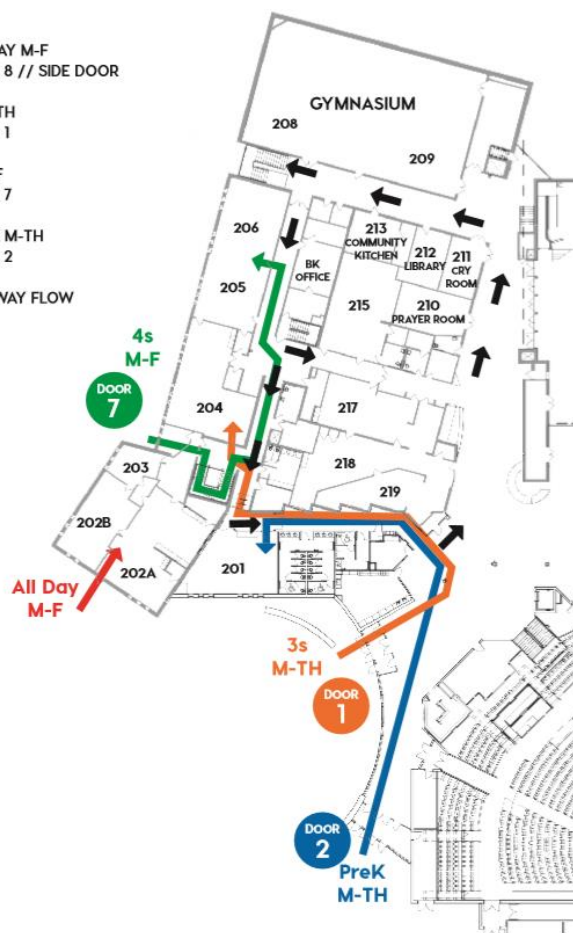 AY M-F
8 // SIDE DOOR
TH
1
F
7
M-TH
2
WAY FLOW
GYMNASIUM
208
209
206
213
COMMUNITY
KITCHEN
212
LIBRARY
211
CRY
ROOM
BK
OFFICE
205
215
210
PRAYER ROOM
4s
M-F
DOOR
7
204
217
203
218
219
202B
202A
201
All Day
M-F
3s
M-TH
DOOR
1
DOOR
2
PreK
M-TH